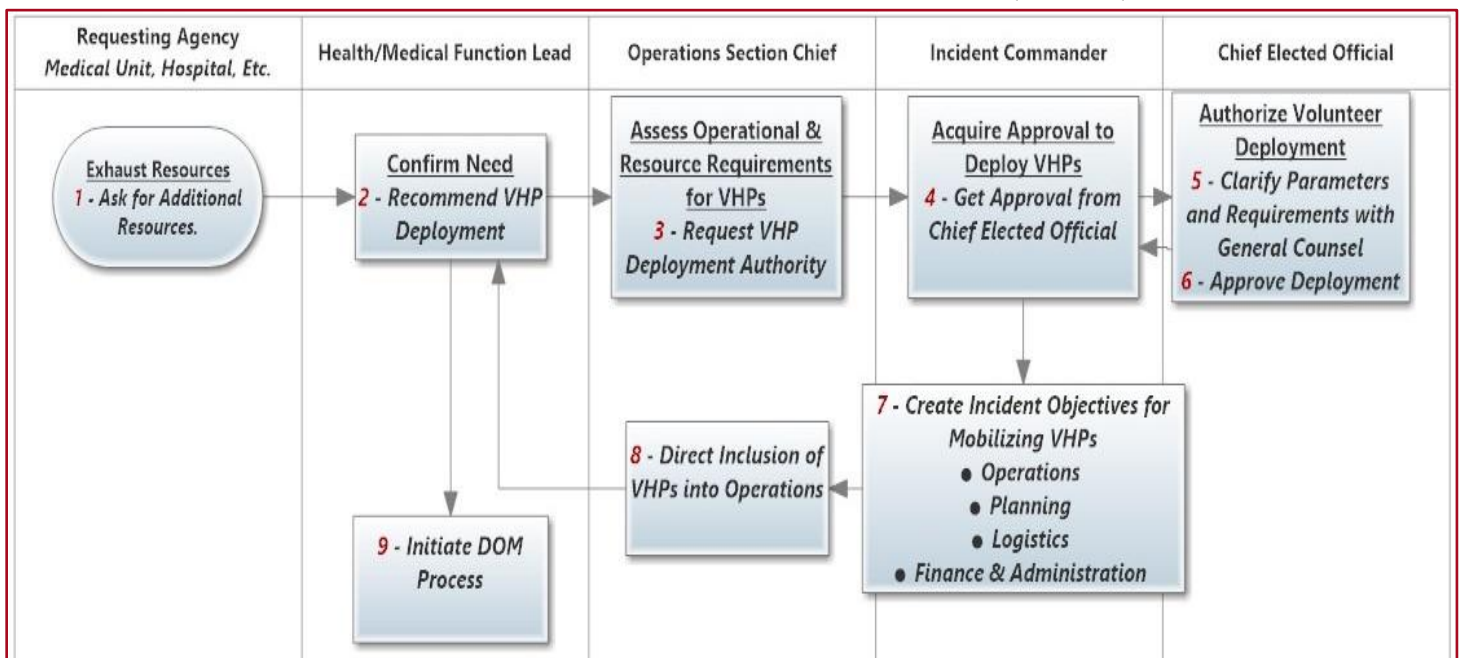 Requesting Agency
Medical Unit, Hospital, Etc.
Health/Medical Function Lead
Operations Section Chief
Incident Commander
Chief Elected Official
Exhaust Resources
1 - Ask for Additional
Resources.
Confirm Need
2 - Recommend VHP
Deployment
Assess Operational &
Resource Requirements
for VHPs
3 - Request VHP
Deployment Authority
Acquire Approval to
Deploy VHPs
4 - Get Approval from
Chief Elected Official
Authorize Volunteer
Deployment
5 - Clarify Parameters
and Requirements with
General Counsel
6 - Approve Deployment
7 - Create Incident Objectives for
Mobilizing VHPs
● Operations
● Planning
● Logistics
● Finance & Administration
8 - Direct Inclusion of
VHPs into Operations
9 - Initiate DOM
Process